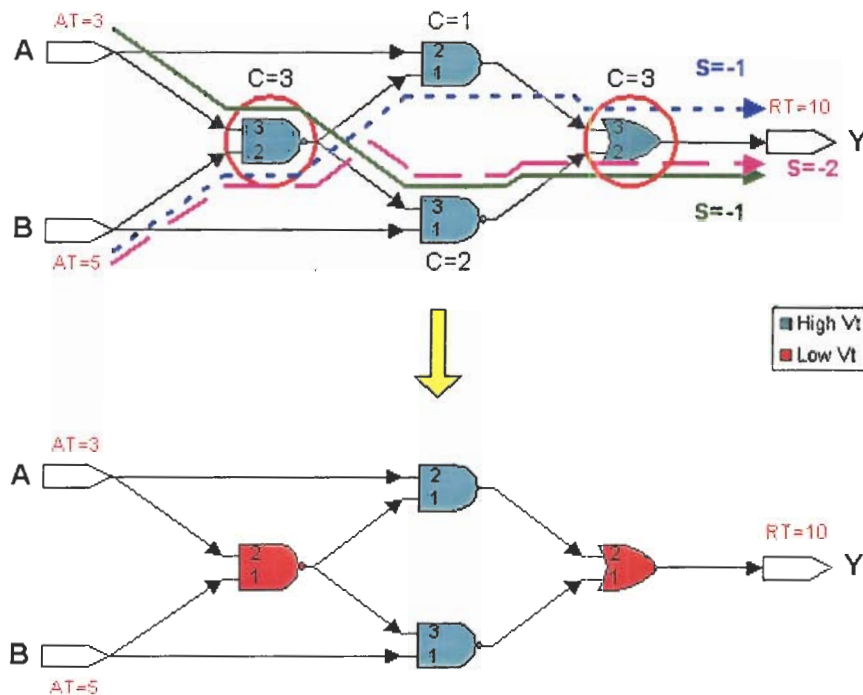 AT=3
C=1
A
2
1
C=3
C=3
S=-1
3
2
3
2
RT=10
Y
S=-2
B
3
1
S=-1
AT=5
C=2
High Vt
Low Vt
AT=3
A
2
1
RT=10
2
1
2
1
Y
B
3
1
AT=5